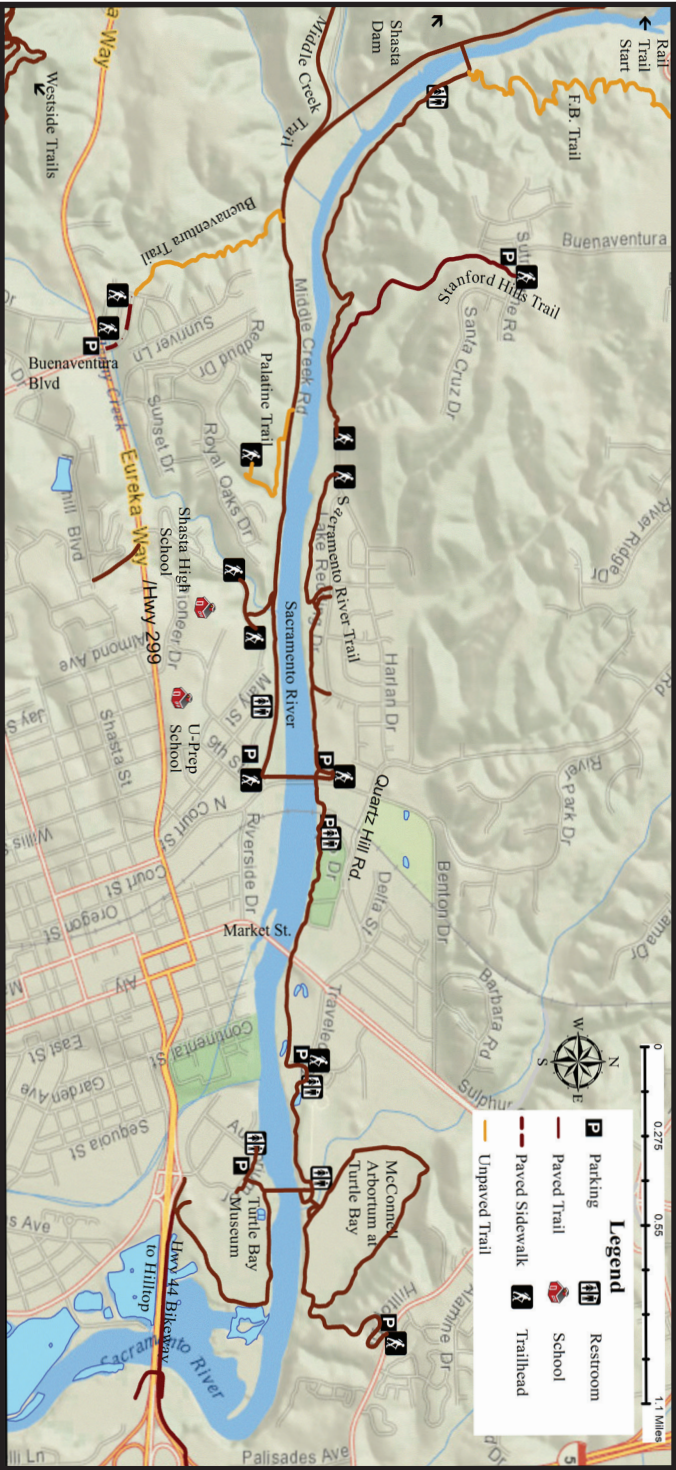 Rail
Trail
Start
Shasta
Dam
Middle Creek
Trail
F.B. Trail
Westside Trails
a Way
Buenaventura
Stanford Hills Trail
Santa Cruz Dr
River Ridge
Dr
Buenaventura Trail
Middle Creek Rd
Sunriver Ln
Redbud Dr
Palatine Trail
Buenaventura
Blvd
Sunset Dr
Royal Oaks Dr
Eureka Way
/Hwy 299
Shasta High
School
Sacramento River Trail
Sacramento River
Harlan Dr
Almond Ave
Shasta St
Jay St
U-Prep
School
9th St
N Court St
Riverside Dr
Quartz Hill Rd.
River
Park Dr
Benton Dr
Delta St
Barbara Rd
Court St
Oregon St
Market St.
East St
Garden Ave
Continental St
Sequoia St
Sulphur
McConnell
Arboretum at
Turtle Bay
Turtle Bay
Museum
Hwy 44 Bikeway
to Hilltop
Sacramento River
Palisades Ave
N
E
S
W
0
0.275
0.55
1.1 Miles
Legend
P
Parking
Restroom
Paved Trail
School
Paved Sidewalk
Trailhead
Unpaved Trail
P
P
P
P
P
P
P
P
5